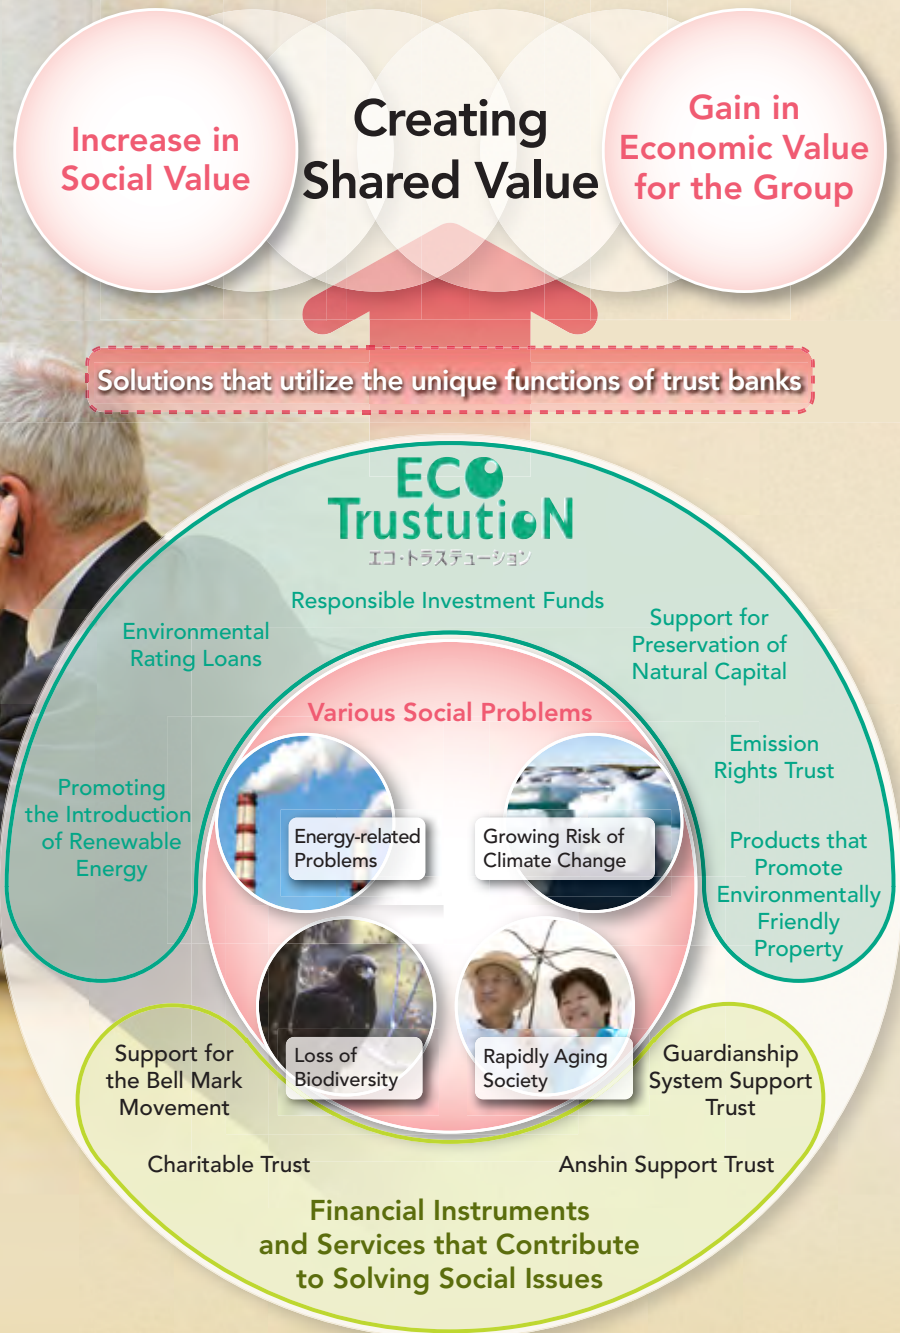 Increase in
Social Value
Creating
Shared Value
Gain in
Economic Value
for the Group
Solutions that utilize the unique functions of trust banks
ECO
TrustutioN
エコ・トラステューション
Responsible Investment Funds
Environmental
Rating Loans
Support for
Preservation of
Natural Capital
Various Social Problems
Emission
Rights Trust
Promoting
the Introduction
of Renewable
Energy
Energy-related
Problems
Growing Risk of
Climate Change
Products that
Promote
Environmentally
Friendly
Property
Loss of
Biodiversity
Rapidly Aging
Society
Support for
the Bell Mark
Movement
Guardianship
System Support
Trust
Charitable Trust
Anshin Support Trust
Financial Instruments
and Services that Contribute
to Solving Social Issues